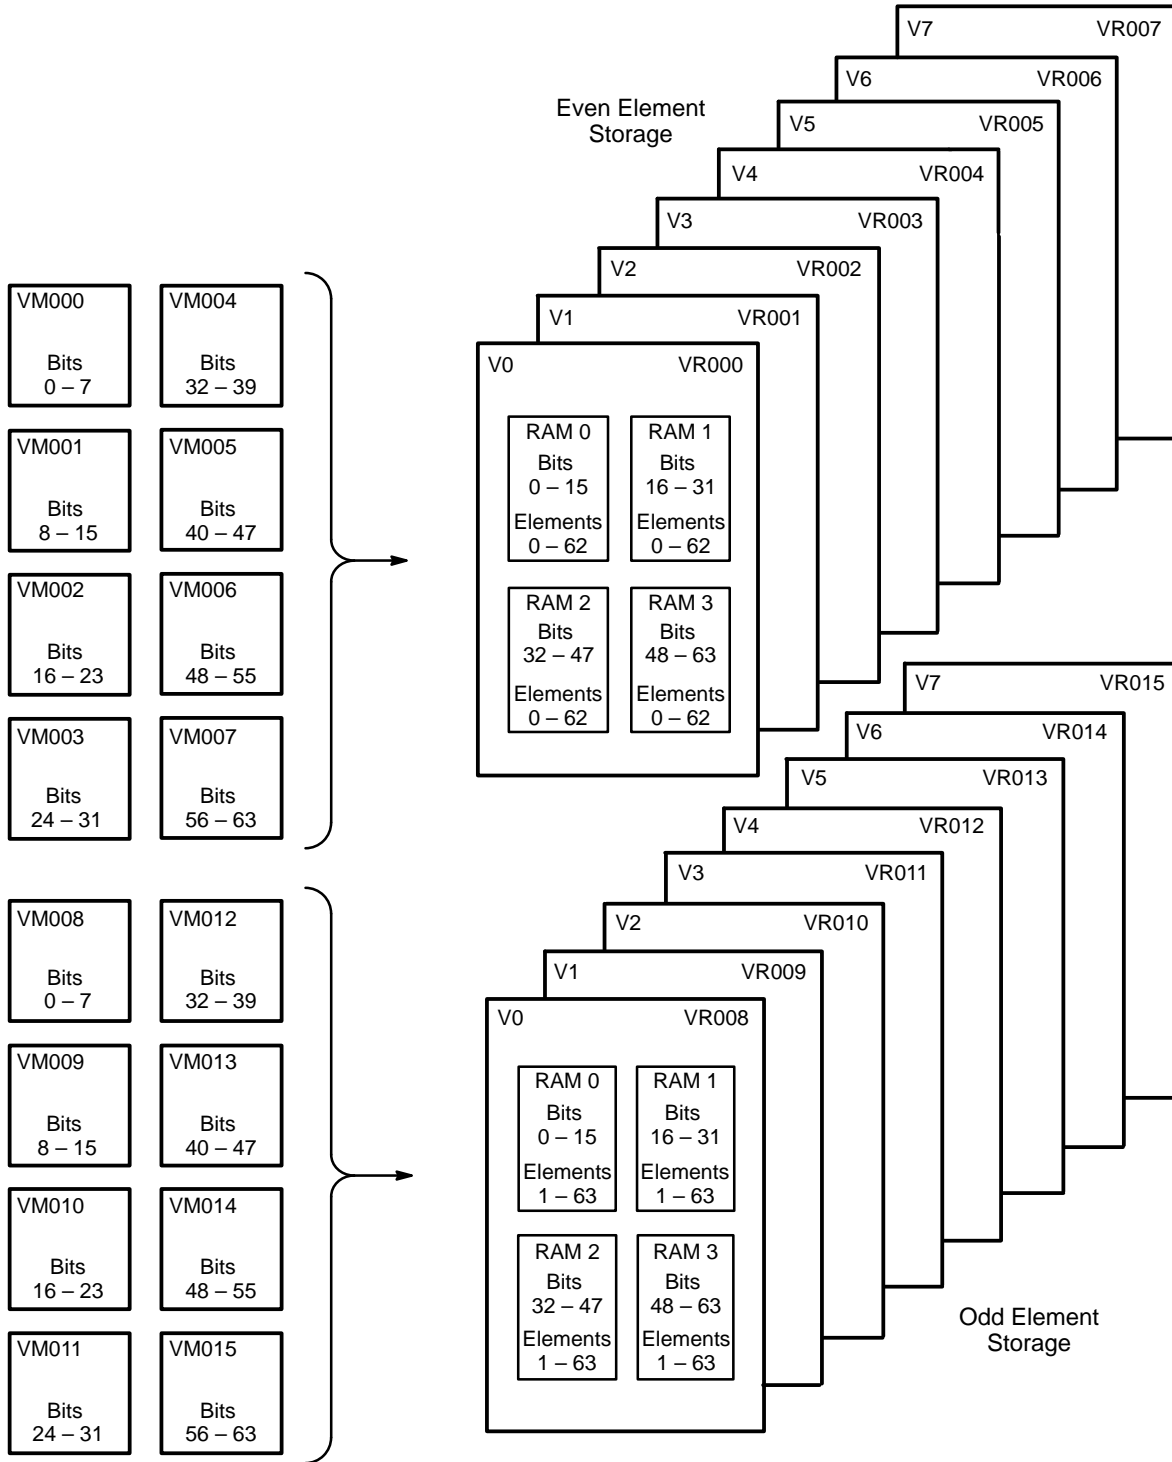 V7 VR007
V6 VR006
V5 VR005
V4 VR004
V3 VR003
V2 VR002
V1 VR001
V0 VR000
Even Element
Storage
RAM 0
Bits
0 – 15
Elements
0 – 62
RAM 1
Bits
16 – 31
Elements
0 – 62
RAM 2
Bits
32 – 47
Elements
0 – 62
RAM 3
Bits
48 – 63
Elements
0 – 62
VM000
Bits
0 – 7
VM004
Bits
32 – 39
VM001
Bits
8 – 15
VM005
Bits
40 – 47
VM002
Bits
16 – 23
VM006
Bits
48 – 55
VM003
Bits
24 – 31
VM007
Bits
56 – 63
V7 VR015
V6 VR014
V5 VR013
V4 VR012
V3 VR011
V2 VR010
V1 VR009
V0 VR008
RAM 0
Bits
0 – 15
Elements
1 – 63
RAM 1
Bits
16 – 31
Elements
1 – 63
RAM 2
Bits
32 – 47
Elements
1 – 63
RAM 3
Bits
48 – 63
Elements
1 – 63
Odd Element
Storage
VM008
Bits
0 – 7
VM012
Bits
32 – 39
VM009
Bits
8 – 15
VM013
Bits
40 – 47
VM010
Bits
16 – 23
VM014
Bits
48 – 55
VM011
Bits
24 – 31
VM015
Bits
56 – 63